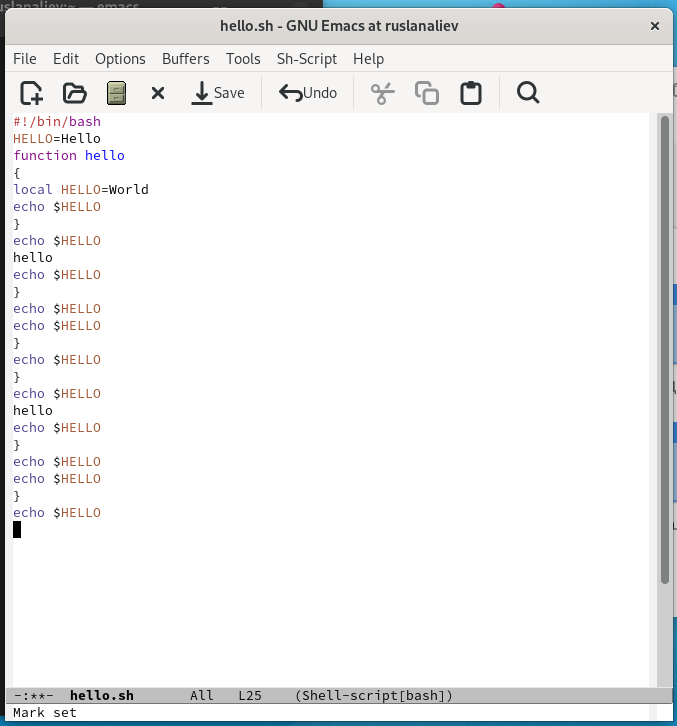 hello.sh - GNU Emacs at ruslanaliev
File Edit Options Buffers Tools Sh-Script Help
Save Undo
#!/bin/bash
HELLO=Hello
function hello
{
local HELLO=World
echo $HELLO
}
echo $HELLO
hello
echo $HELLO
}
echo $HELLO
echo $HELLO
}
echo $HELLO
}
echo $HELLO
hello
echo $HELLO
}
echo $HELLO
echo $HELLO
}
echo $HELLO
-:**- hello.sh All L25 (Shell-script[bash])
Mark set